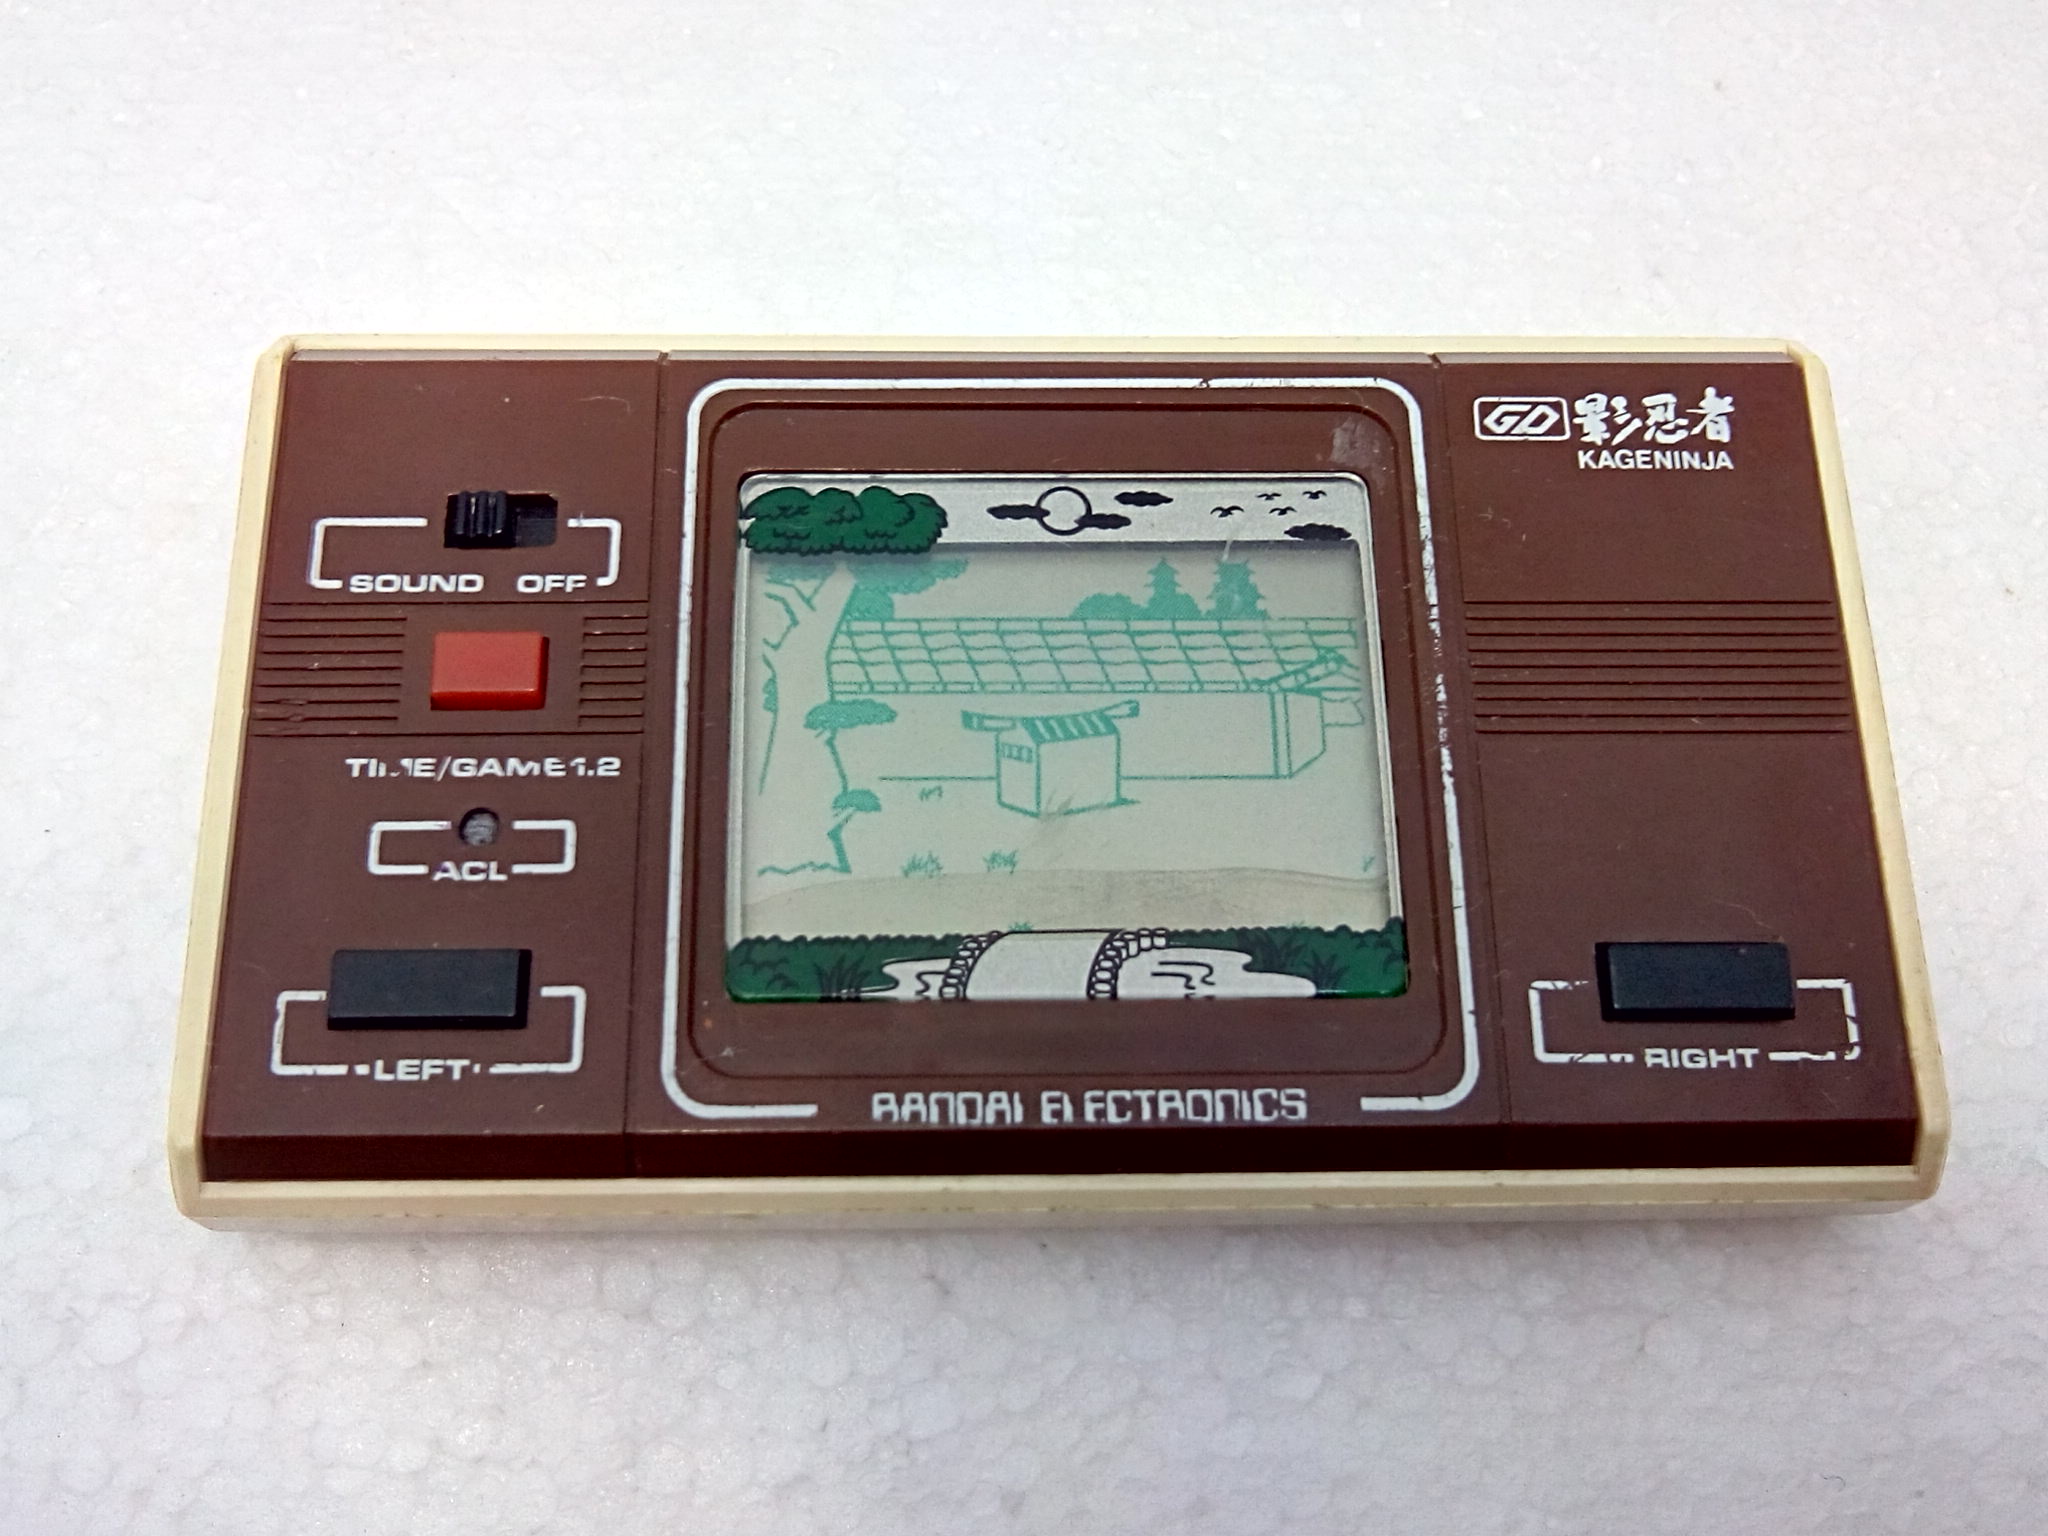 GD 影忍者
KAGENINJA
SOUND OFF
TIME/GAME1.2
ACL
LEFT
RIGHT
BANDAI ELECTRONICS